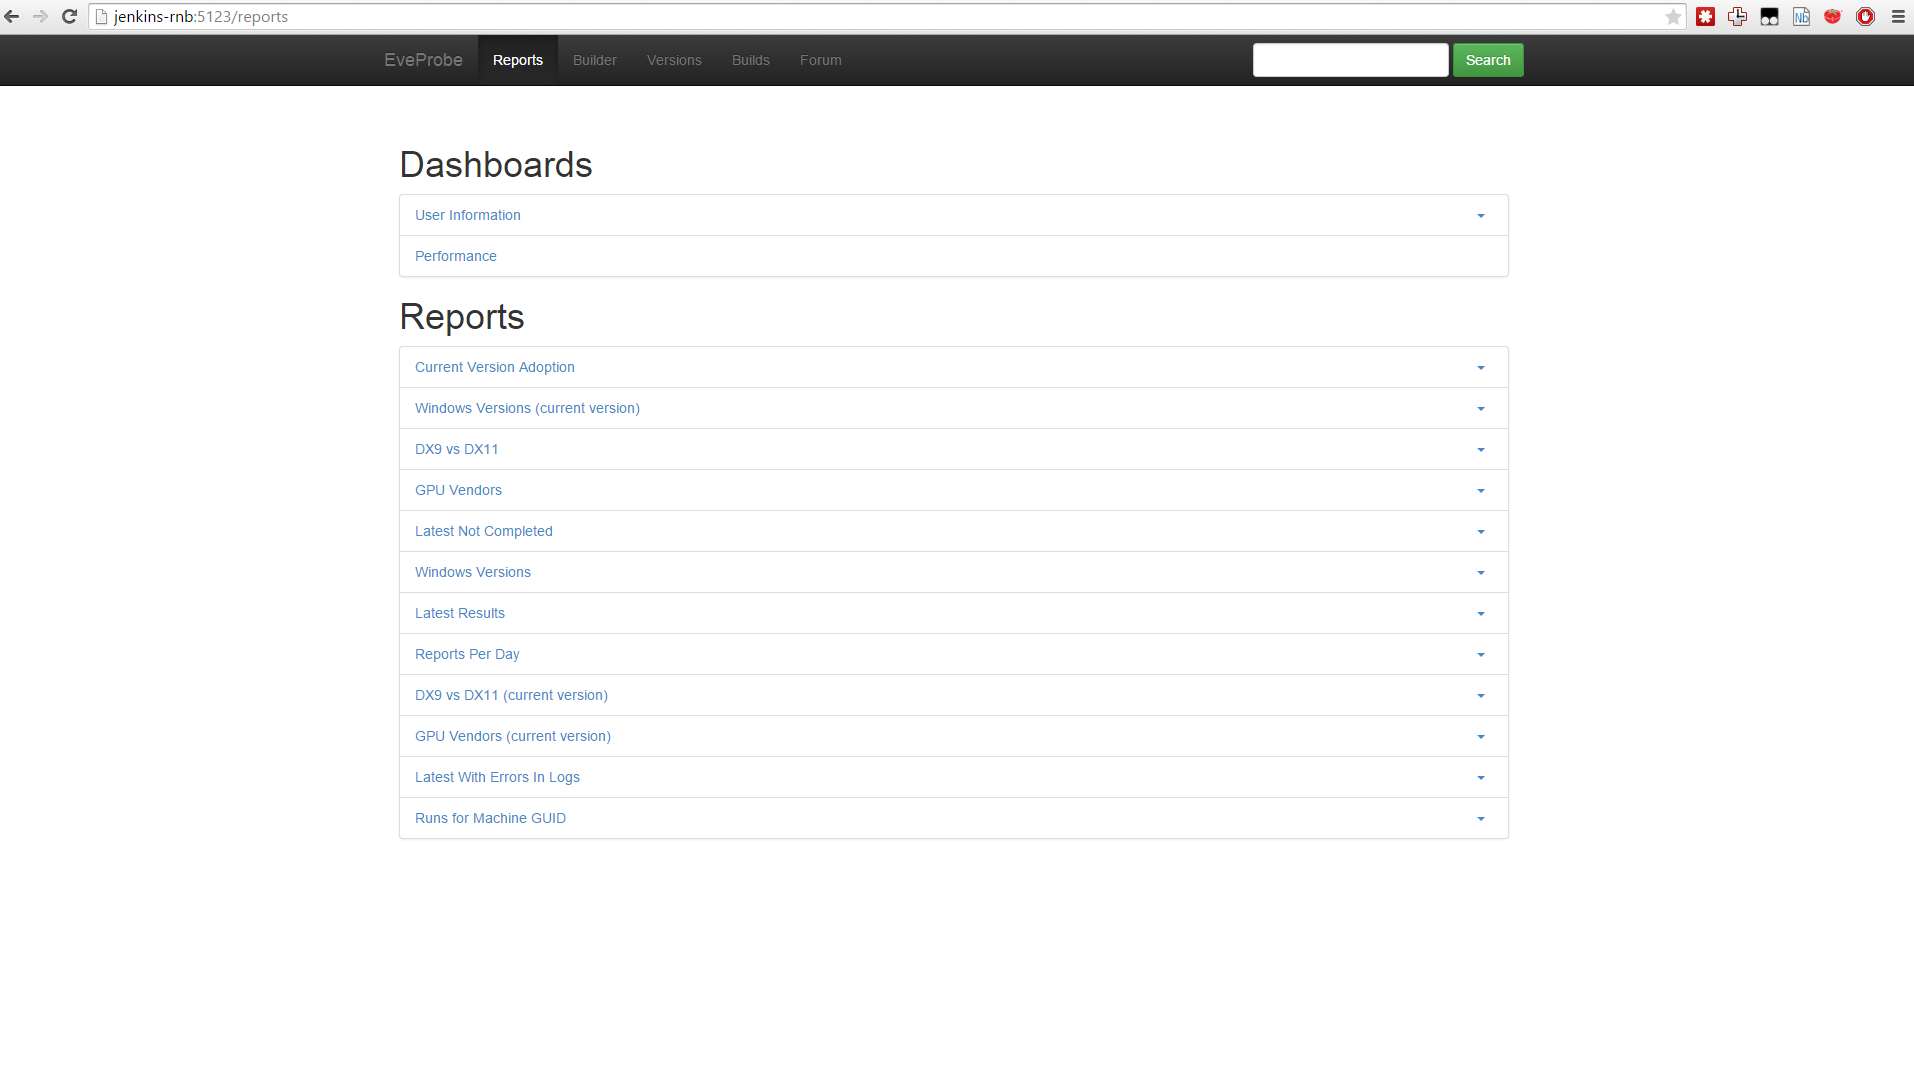 jenkins-rnb:5123/reports
EveProbe Reports Builder Versions Builds Forum Search
Dashboards
User Information
Performance
Reports
Current Version Adoption
Windows Versions (current version)
DX9 vs DX11
GPU Vendors
Latest Not Completed
Windows Versions
Latest Results
Reports Per Day
DX9 vs DX11 (current version)
GPU Vendors (current version)
Latest With Errors In Logs
Runs for Machine GUID